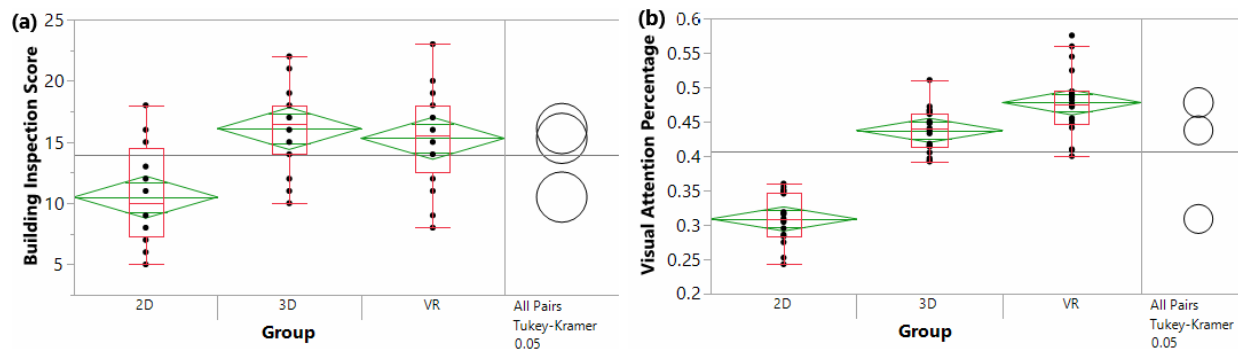 (a)
Building Inspection Score
25
20
15
10
5
2D
3D
VR
All Pairs
Tukey-Kramer
0.05
Group
(b)
Visual Attention Percentage
0.6
0.55
0.5
0.45
0.4
0.35
0.3
0.25
0.2
2D
3D
VR
All Pairs
Tukey-Kramer
0.05
Group